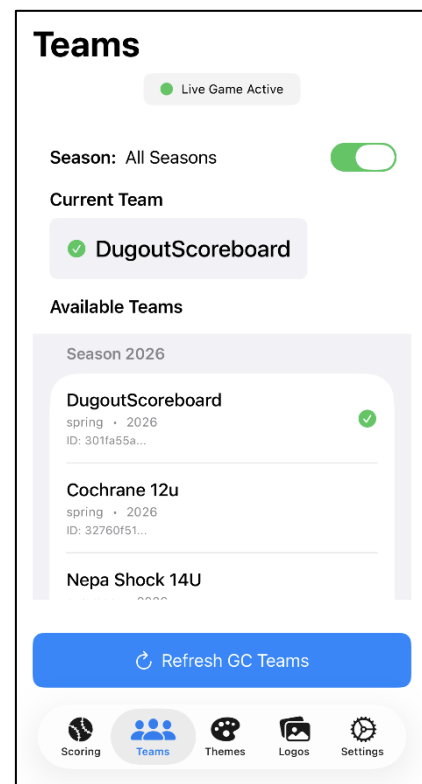 Teams
Live Game Active
Season: All Seasons
Current Team
DugoutScoreboard
Available Teams
Season 2026
DugoutScoreboard
spring • 2026
ID: 301fa55a...
Cochrane 12u
spring • 2026
ID: 32760f51...
Nepa Shock 14U
2026
Refresh GC Teams
Scoring Teams Themes Logos Settings